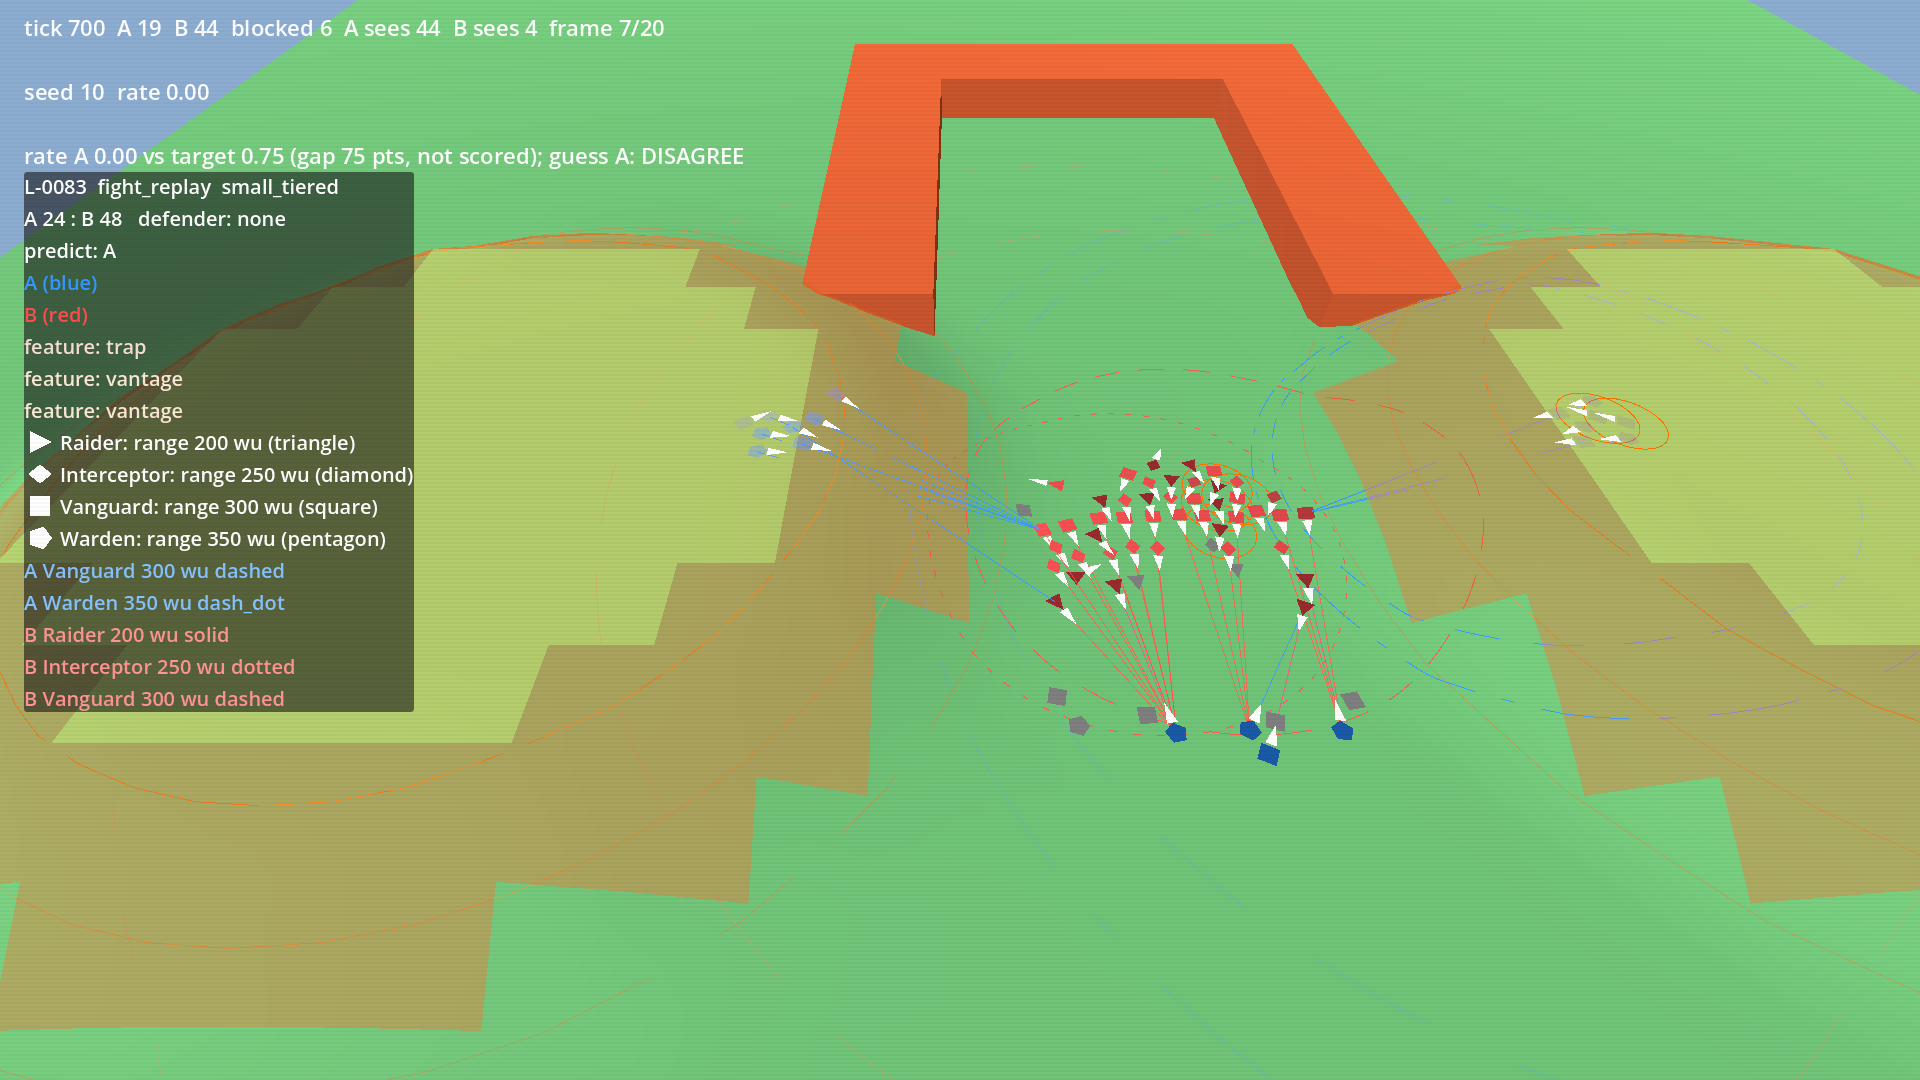 tick 700  A 19  B 44  blocked 6  A sees 44  B sees 4  frame 7/20
seed 10  rate 0.00
rate A 0.00 vs target 0.75 (gap 75 pts, not scored); guess A: DISAGREE
L-0083  fight_replay  small_tiered
A 24 : B 48   defender: none
predict: A
A (blue)
B (red)
feature: trap
feature: vantage
feature: vantage
Raider: range 200 wu (triangle)
Interceptor: range 250 wu (diamond)
Vanguard: range 300 wu (square)
Warden: range 350 wu (pentagon)
A Vanguard 300 wu dashed
A Warden 350 wu dash_dot
B Raider 200 wu solid
B Interceptor 250 wu dotted
B Vanguard 300 wu dashed